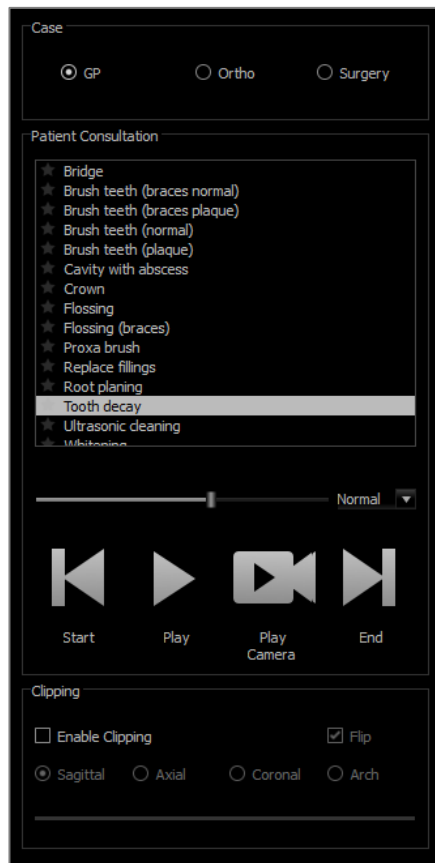 Case
GP Ortho Surgery
Patient Consultation
Bridge
Brush teeth (braces normal)
Brush teeth (braces plaque)
Brush teeth (normal)
Brush teeth (plaque)
Cavity with abscess
Crown
Flossing
Flossing (braces)
Proxa brush
Replace fillings
Root planing
Tooth decay
Ultrasonic cleaning
Whitening
Normal
Start Play Play Camera End
Clipping
Enable Clipping Flip
Sagittal Axial Coronal Arch